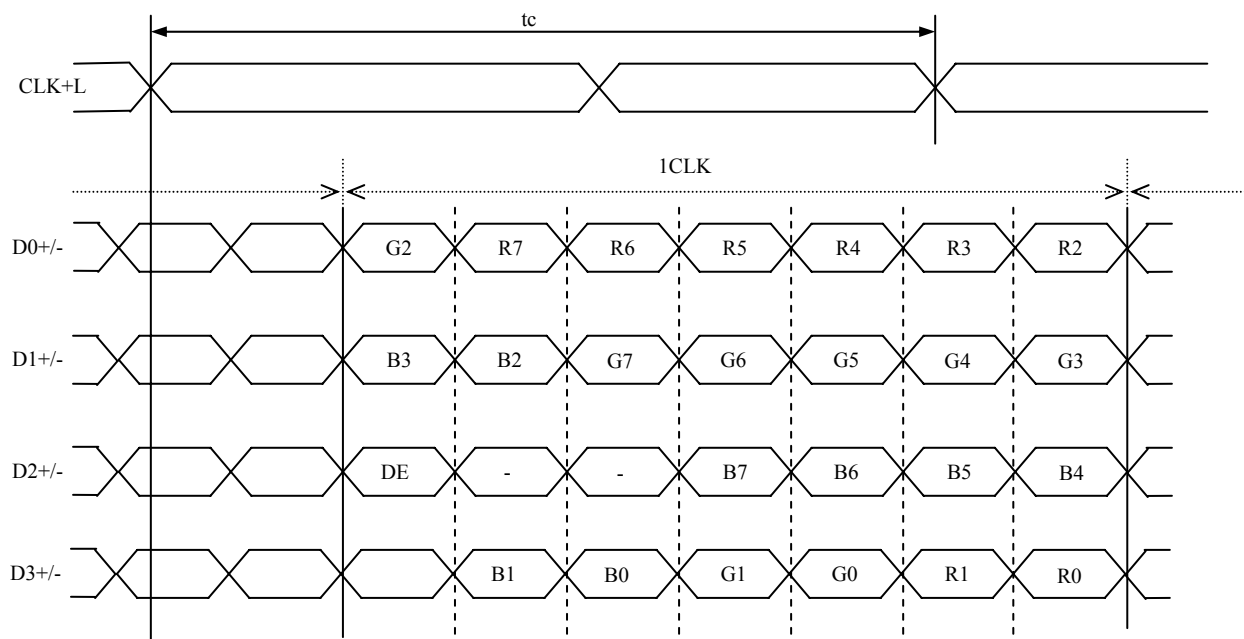 tc
CLK+L
1CLK
D0+/- G2 R7 R6 R5 R4 R3 R2
D1+/- B3 B2 G7 G6 G5 G4 G3
D2+/- DE - - B7 B6 B5 B4
D3+/- B1 B0 G1 G0 R1 R0